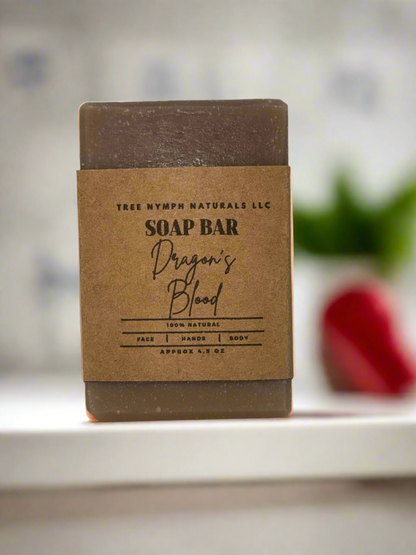 TREE NYMPH NATURALS LLC
SOAP BAR
Dragon's
Blood
100% NATURAL
FACE | HANDS | BODY
APPROX 4.5 OZ